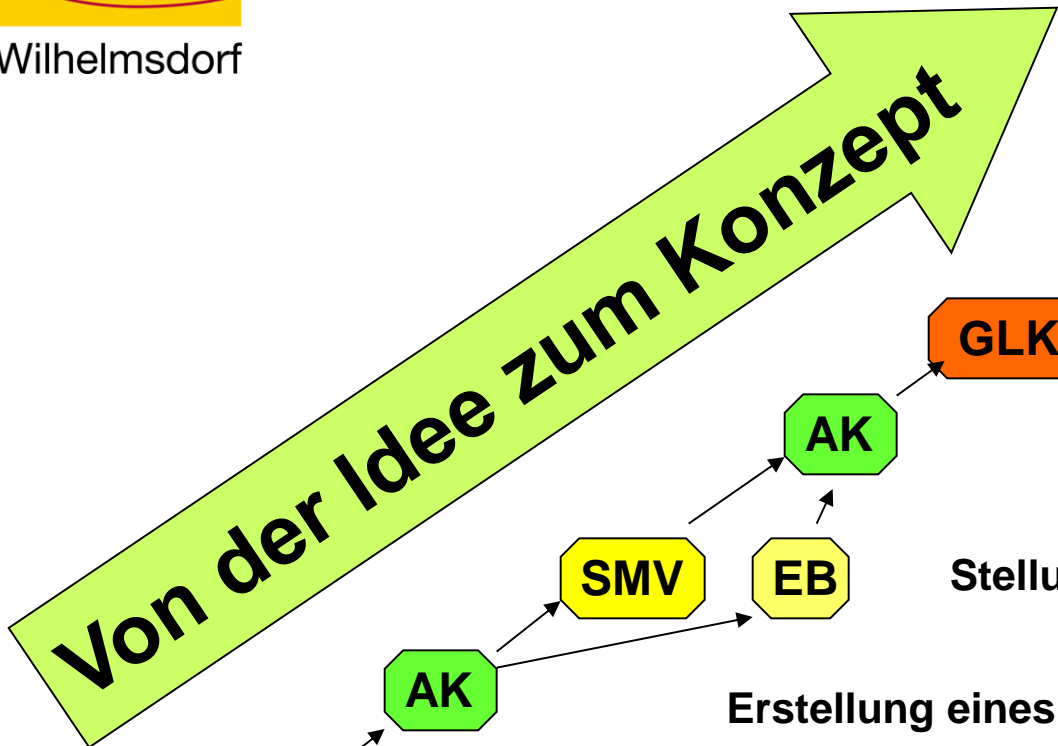 Wilhelmsdorf
Von der Idee zum Konzept
GLK
AK
SMV EB
AK
Erstellung eines